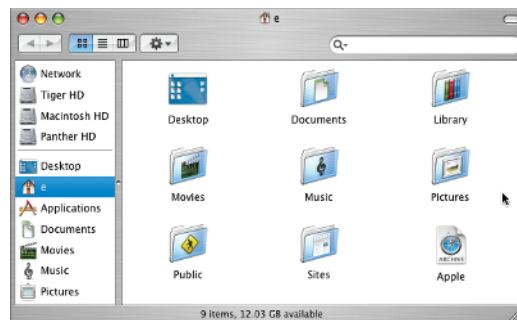 e
Network
Tiger HD
Macintosh HD
Panther HD
Desktop
e
Applications
Documents
Movies
Music
Pictures
Desktop Documents Library
Movies Music Pictures
Public Sites Apple
ARCHIVE
9 items, 12.03 GB available